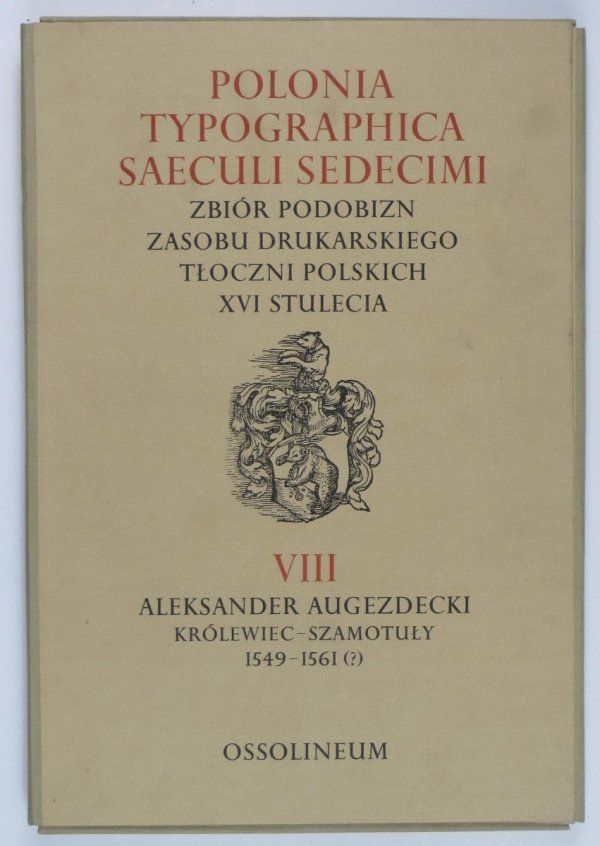 POLONIA
TYPOGRAPHICA
SAECULI SEDECIMI
ZBIÓR PODOBIZN
ZASOBU DRUKARSKIEGO
TŁOCZNI POLSKICH
XVI STULECIA
VIII
ALEKSANDER AUGEZDECKI
KRÓLEWIEC–SZAMOTUŁY
1549–1561 (?)
OSSOLINEUM